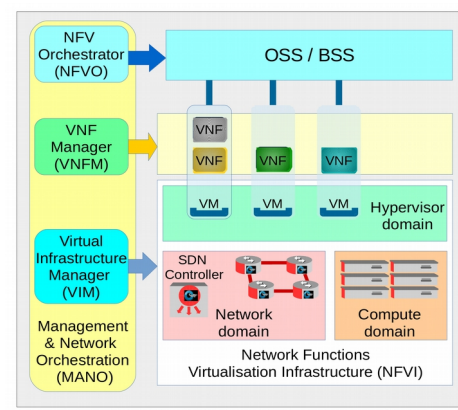 NFV
Orchestrator
(NFVO)
OSS / BSS
VNF
Manager
(VNFM)
VNF
VNF
VNF
VNF
VM
VM
VM
Hypervisor
domain
Virtual
Infrastructure
Manager
(VIM)
SDN
Controller
Network
domain
Compute
domain
Management
& Network
Orchestration
(MANO)
Network Functions
Virtualisation Infrastructure (NFVI)